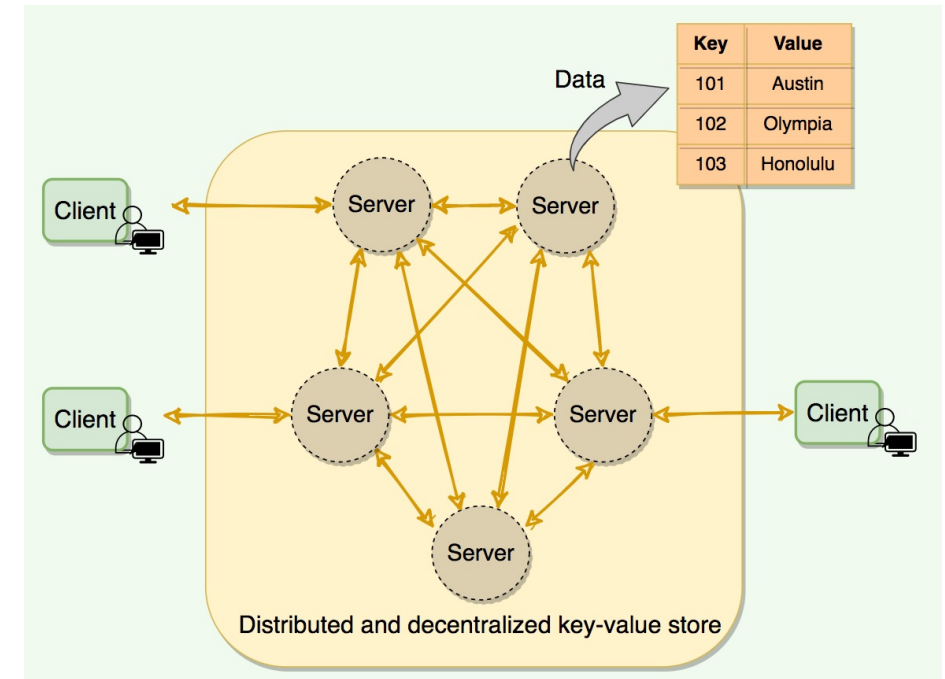 Key Value
Data
101 Austin
102 Olympia
103 Honolulu
Client
Server
Server
Client
Server
Server
Client
Server
Distributed and decentralized key-value store